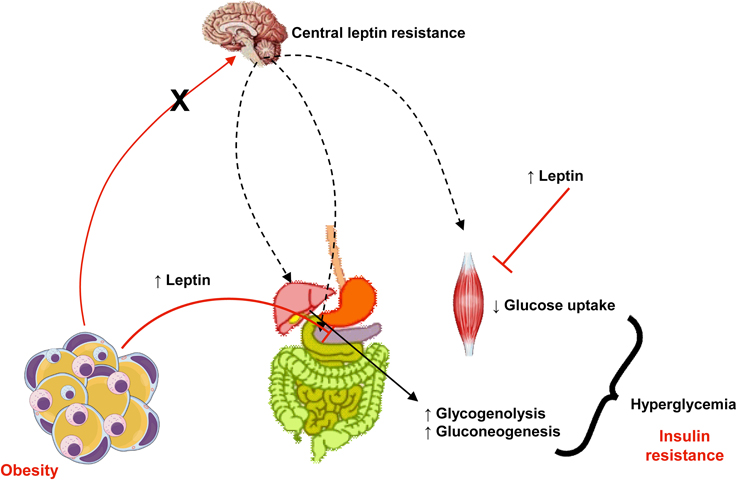 Central leptin resistance
X
↑ Leptin
↑ Leptin
↓ Glucose uptake
↑ Glycogenolysis
↑ Gluconeogenesis
Hyperglycemia
Insulin
resistance
Obesity